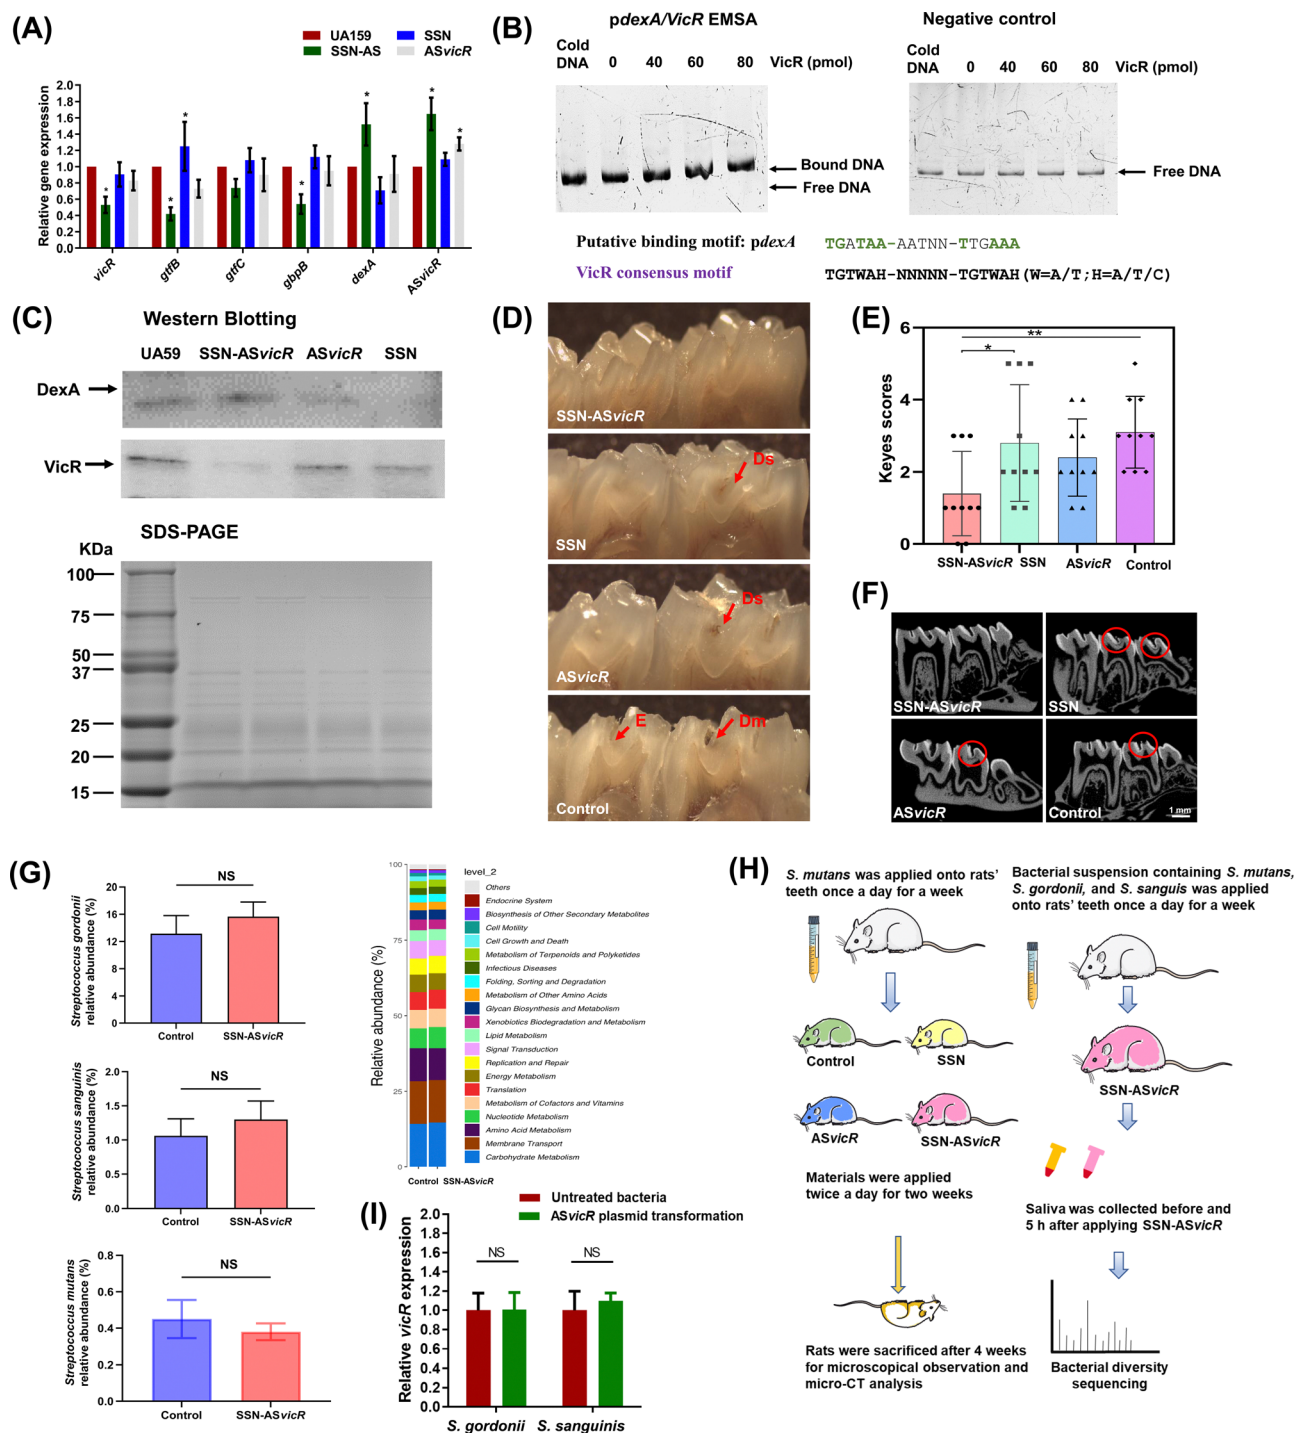 (A)
UA159
SSN
SSN-AS
ASvicR
Relative gene expression
2.0
1.8
1.6
1.4
1.2
1.0
0.8
0.6
0.4
0.2
0.0
* * * * * * *
vicR
gtfB
gtfC
gbpB
dexA
ASvicR
(B)
pdexA/VicR EMSA
Negative control
Cold
DNA
0 40 60 80 VicR (pmol)
Cold
DNA
0 40 60 80 VicR (pmol)
Bound DNA
Free DNA
Free DNA
Putative binding motif: pdexA
TGATAA-AATNN-TTGAAA
VicR consensus motif
TGTWAH-NNNNN-TGTWAH(W=A/T;H=A/T/C)
(C)
Western Blotting
UA59 SSN-ASvicR ASvicR SSN
DexA
VicR
SDS-PAGE
KDa
100
75
50
37
25
20
15
(D)
SSN-ASvicR
Ds
SSN
Ds
ASvicR
E
Dm
Control
(E)
Keyes scores
6
4
2
0
**
*
SSN-ASvicR SSN ASvicR Control
(F)
SSN-ASvicR
SSN
ASvicR
Control
1 mm
(G)
Streptococcus gordonii
relative abundance (%)
20
16
12
8
4
0
NS
Control
SSN-ASvicR
Streptococcus sanguinis
relative abundance (%)
2.0
1.5
1.0
0.5
0.0
NS
Control
SSN-ASvicR
Streptococcus mutans
relative abundance (%)
0.8
0.6
0.4
0.2
0.0
NS
Control
SSN-ASvicR
Relative abundance (%)
100
75
50
25
0
Control SSN-ASvicR
level_2
Others
Endocrine System
Biosynthesis of Other Secondary Metabolites
Cell Motility
Cell Growth and Death
Metabolism of Terpenoids and Polyketides
Infectious Diseases
Folding, Sorting and Degradation
Metabolism of Other Amino Acids
Glycan Biosynthesis and Metabolism
Xenobiotics Biodegradation and Metabolism
Lipid Metabolism
Signal Transduction
Replication and Repair
Energy Metabolism
Translation
Metabolism of Cofactors and Vitamins
Nucleotide Metabolism
Amino Acid Metabolism
Membrane Transport
Carbohydrate Metabolism
(I)
Untreated bacteria
ASvicR plasmid transformation
Relative vicR expression
2.0
1.8
1.6
1.4
1.2
1.2
1.0
0.8
0.6
0.4
0.2
0.0
NS
NS
S. gordonii
S. sanguinis
(H)
S. mutans was applied onto rats'
teeth once a day for a week
Control
SSN
ASvicR
SSN-ASvicR
Materials were applied
twice a day for two weeks
Rats were sacrificed after 4 weeks
for microscopical observation and
micro-CT analysis
Bacterial suspension containing S. mutans,
S. gordonii, and S. sanguis was applied
onto rats' teeth once a day for a week
SSN-ASvicR
Saliva was collected before and
5 h after applying SSN-ASvicR
Bacterial diversity
sequencing